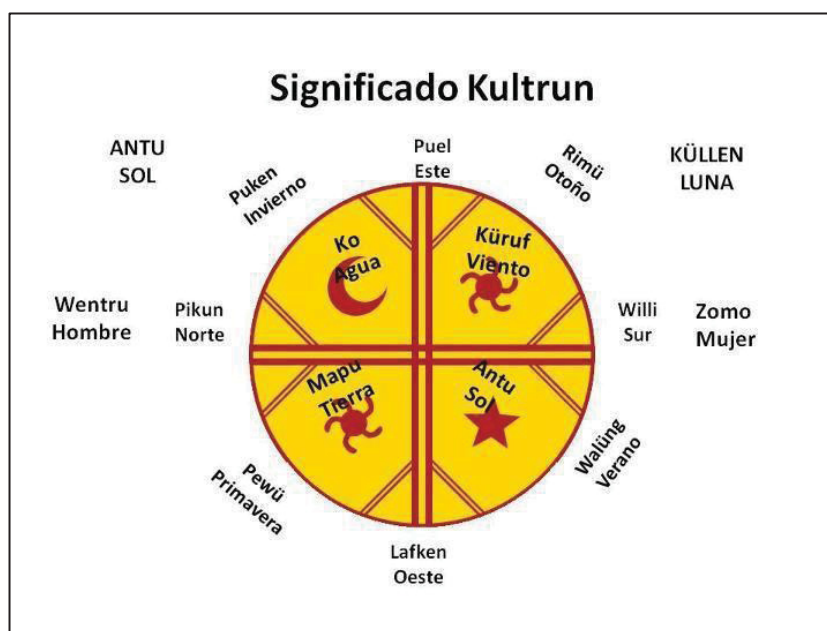 Significado Kultrun
ANTU
SOL
Puken
Invierno
Puel
Este
Rimü
Otoño
KÜLLEN
LUNA
Ko
Agua
Küruf
Viento
Wentru
Hombre
Pikun
Norte
Willi
Sur
Zomo
Mujer
Mapu
Tierra
Antu
Sol
Pewü
Primavera
Walüng
Verano
Lafken
Oeste